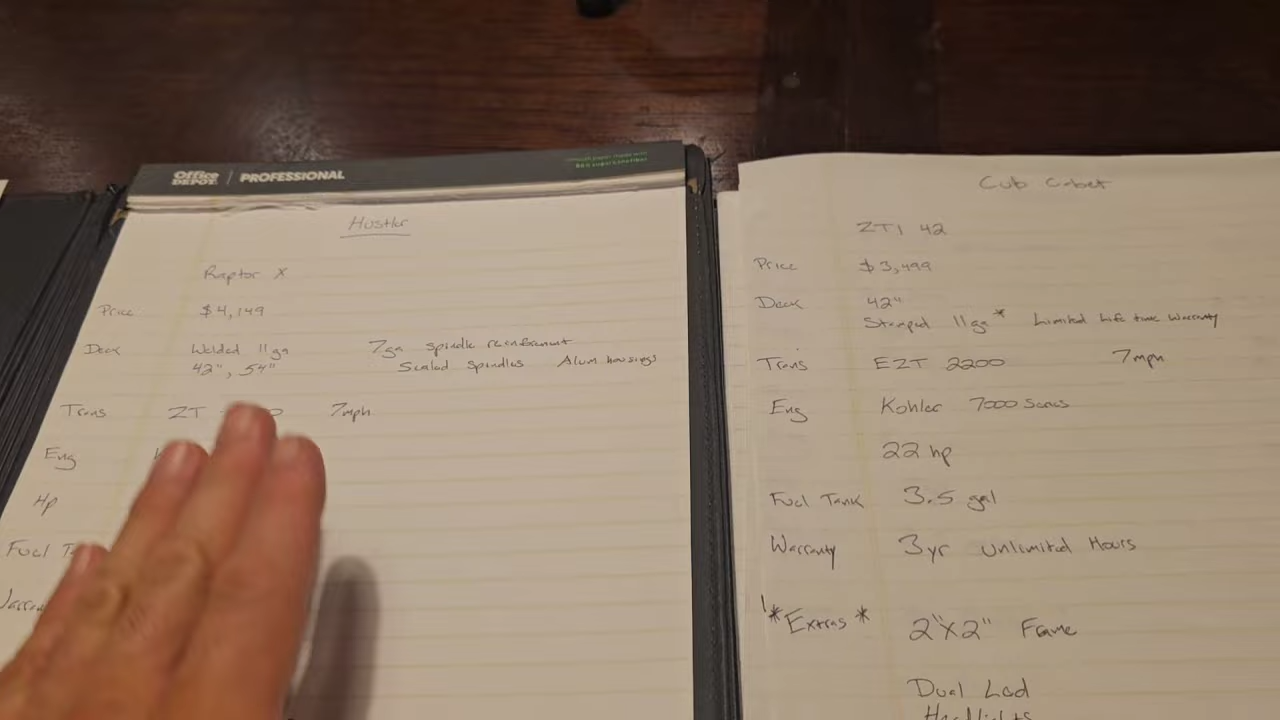 Office DEPOT | PROFESSIONAL
Hustler
Raptor X
Price $4,149
Deck Welded 11ga 7ga spindle reinforcement
42", 54" Sealed Spindles Alum housings
Trans ZT 7mph
Eng
Hp
Fuel
Cub Cadet
ZT1 42
Price $3,499
Deck 42"
Stamped 11ga* Limited Life time Warranty
Trans EZT 2200 7mph
Eng Kohler 7000 Series
22 hp
Fuel Tank 3.5 gal
Warranty 3yr Unlimited Hours
*Extras* 2"X2" Frame
Dual Led
Headlights